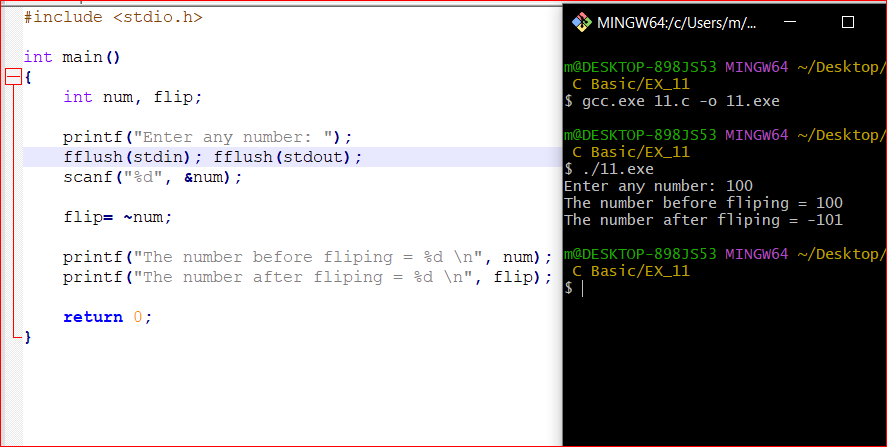 #include <stdio.h>
int main()
{
int num, flip;
printf("Enter any number: ");
fflush(stdin); fflush(stdout);
scanf("%d", &num);
flip= ~num;
printf("The number before fliping = %d \n", num);
printf("The number after fliping = %d \n", flip);
return 0;
}
MINGW64:/c/Users/m/...
m@DESKTOP-898JS53 MINGW64 ~/Desktop/
C Basic/EX_11
$ gcc.exe 11.c -o 11.exe
m@DESKTOP-898JS53 MINGW64 ~/Desktop/
C Basic/EX_11
$ ./11.exe
Enter any number: 100
The number before fliping = 100
The number after fliping = -101
m@DESKTOP-898JS53 MINGW64 ~/Desktop/
C Basic/EX_11
$